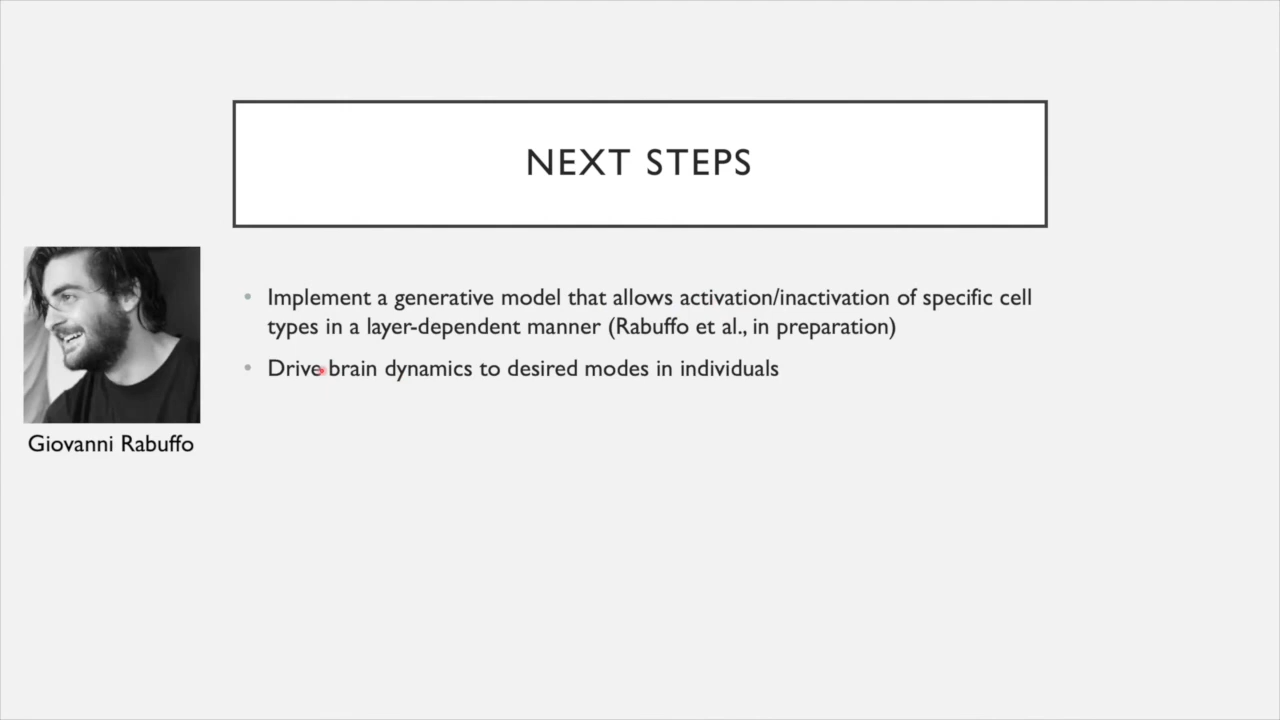 NEXT STEPS
• Implement a generative model that allows activation/inactivation of specific cell
types in a layer-dependent manner (Rabuffo et al., in preparation)
• Drive brain dynamics to desired modes in individuals
Giovanni Rabuffo